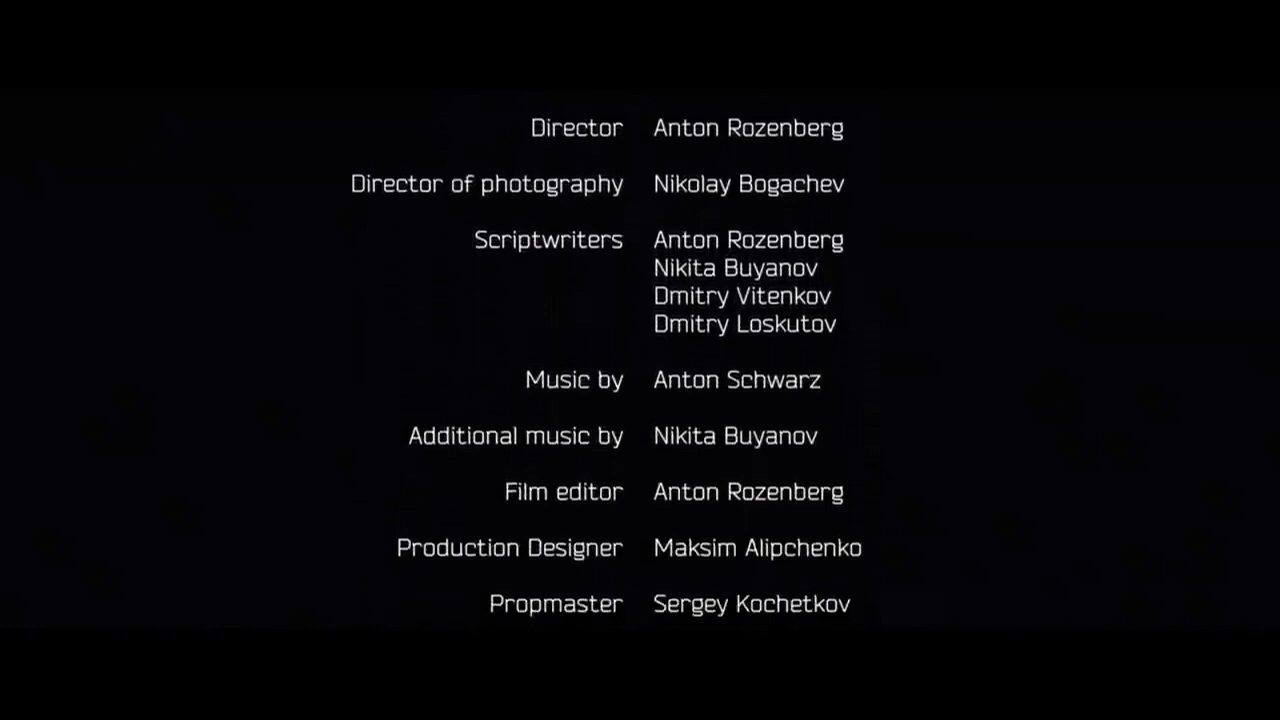 Director Anton Rozenberg
Director of photography Nikolay Bogachev
Scriptwriters Anton Rozenberg
Nikita Buyanov
Dmitry Vitenkov
Dmitry Loskutov
Music by Anton Schwarz
Additional music by Nikita Buyanov
Film editor Anton Rozenberg
Production Designer Maksim Alipchenko
Propmaster Sergey Kochetkov